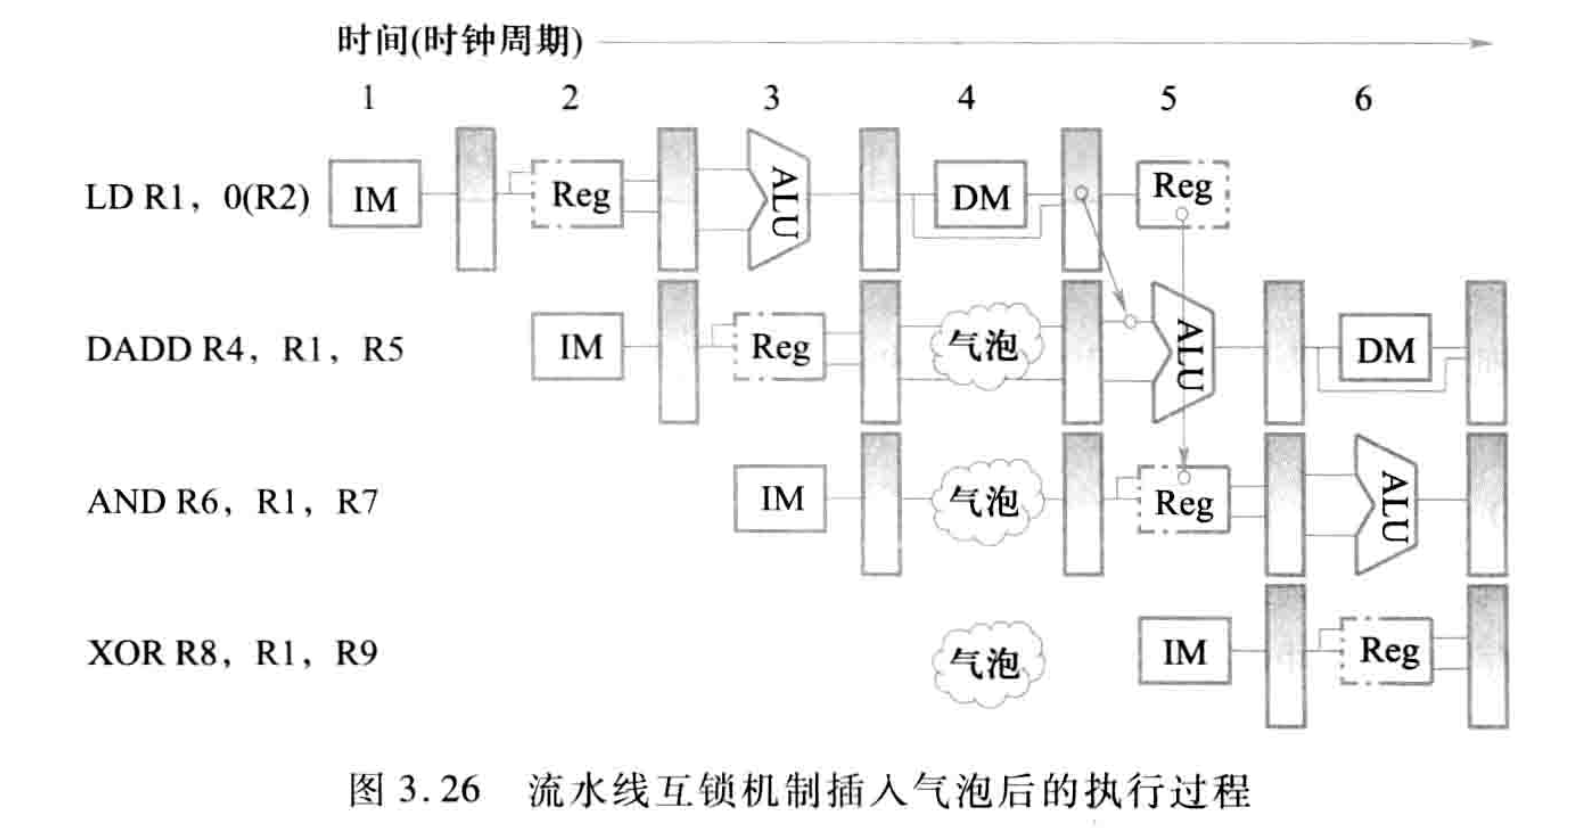 时间(时钟周期)
1 2 3 4 5 6
LD R1, 0(R2) IM Reg ALU DM Reg
DADD R4, R1, R5 IM Reg 气泡 ALU DM
AND R6, R1, R7 IM 气泡 Reg ALU
XOR R8, R1, R9 气泡 IM Reg
图 3.26 流水线互锁机制插入气泡后的执行过程